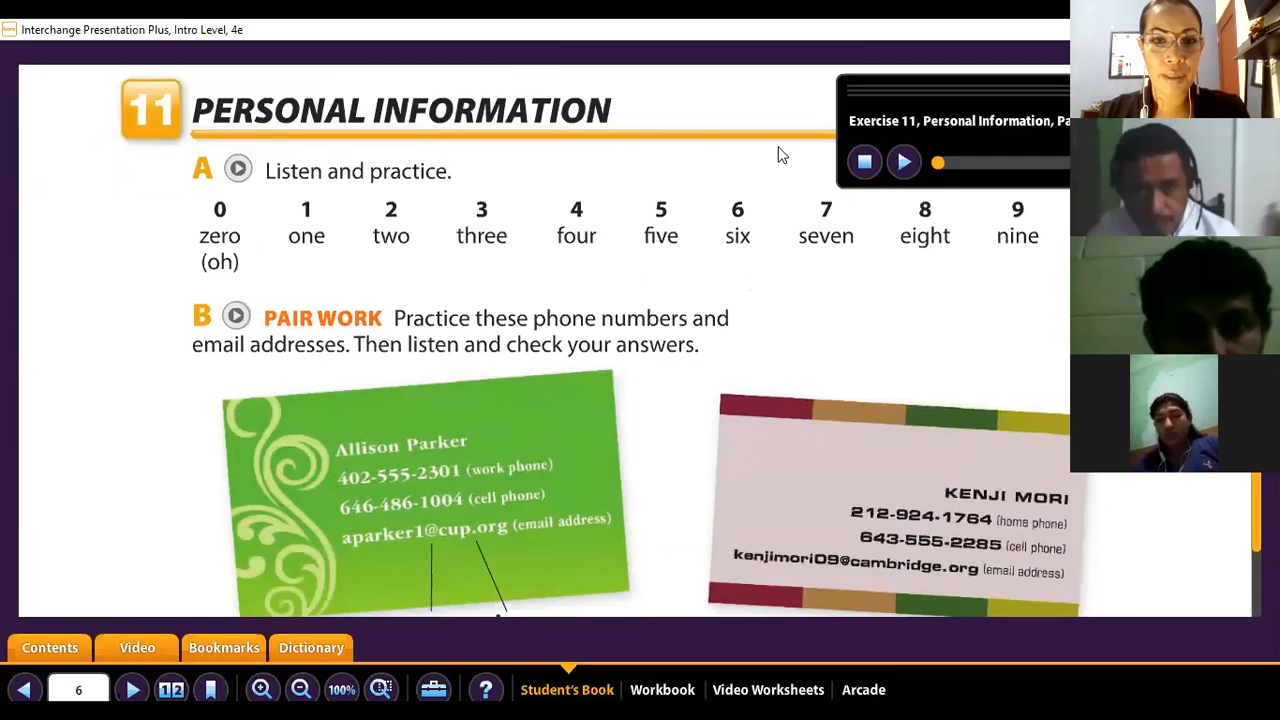 Interchange Presentation Plus, Intro Level, 4e
11 PERSONAL INFORMATION
Exercise 11, Personal Information, Pa
A Listen and practice.
0 1 2 3 4 5 6 7 8 9
zero one two three four five six seven eight nine
(oh)
B PAIR WORK Practice these phone numbers and
email addresses. Then listen and check your answers.
Allison Parker
402-555-2301 (work phone)
646-486-1004 (cell phone)
aparker1@cup.org (email address)
KENJI MORI
212-924-1764 (home phone)
643-555-2285 (cell phone)
kenjimori09@cambridge.org (email address)
Contents Video Bookmarks Dictionary
6 12 100% ? Student's Book Workbook Video Worksheets Arcade